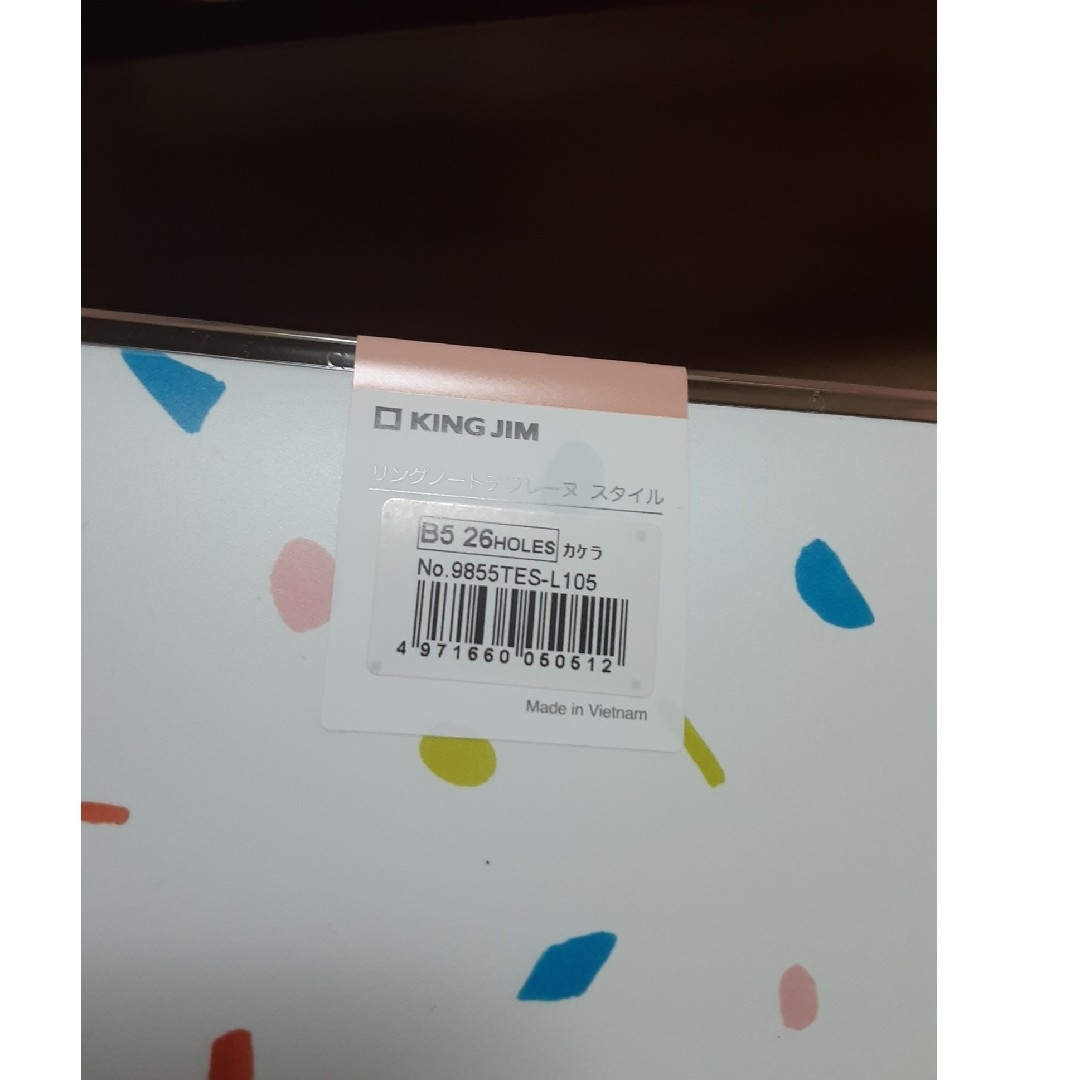 KING JIM
リングノートテフレーヌ スタイル
B5 26HOLES カケラ
No.9855TES-L105
4 971660 050512
Made in Vietnam